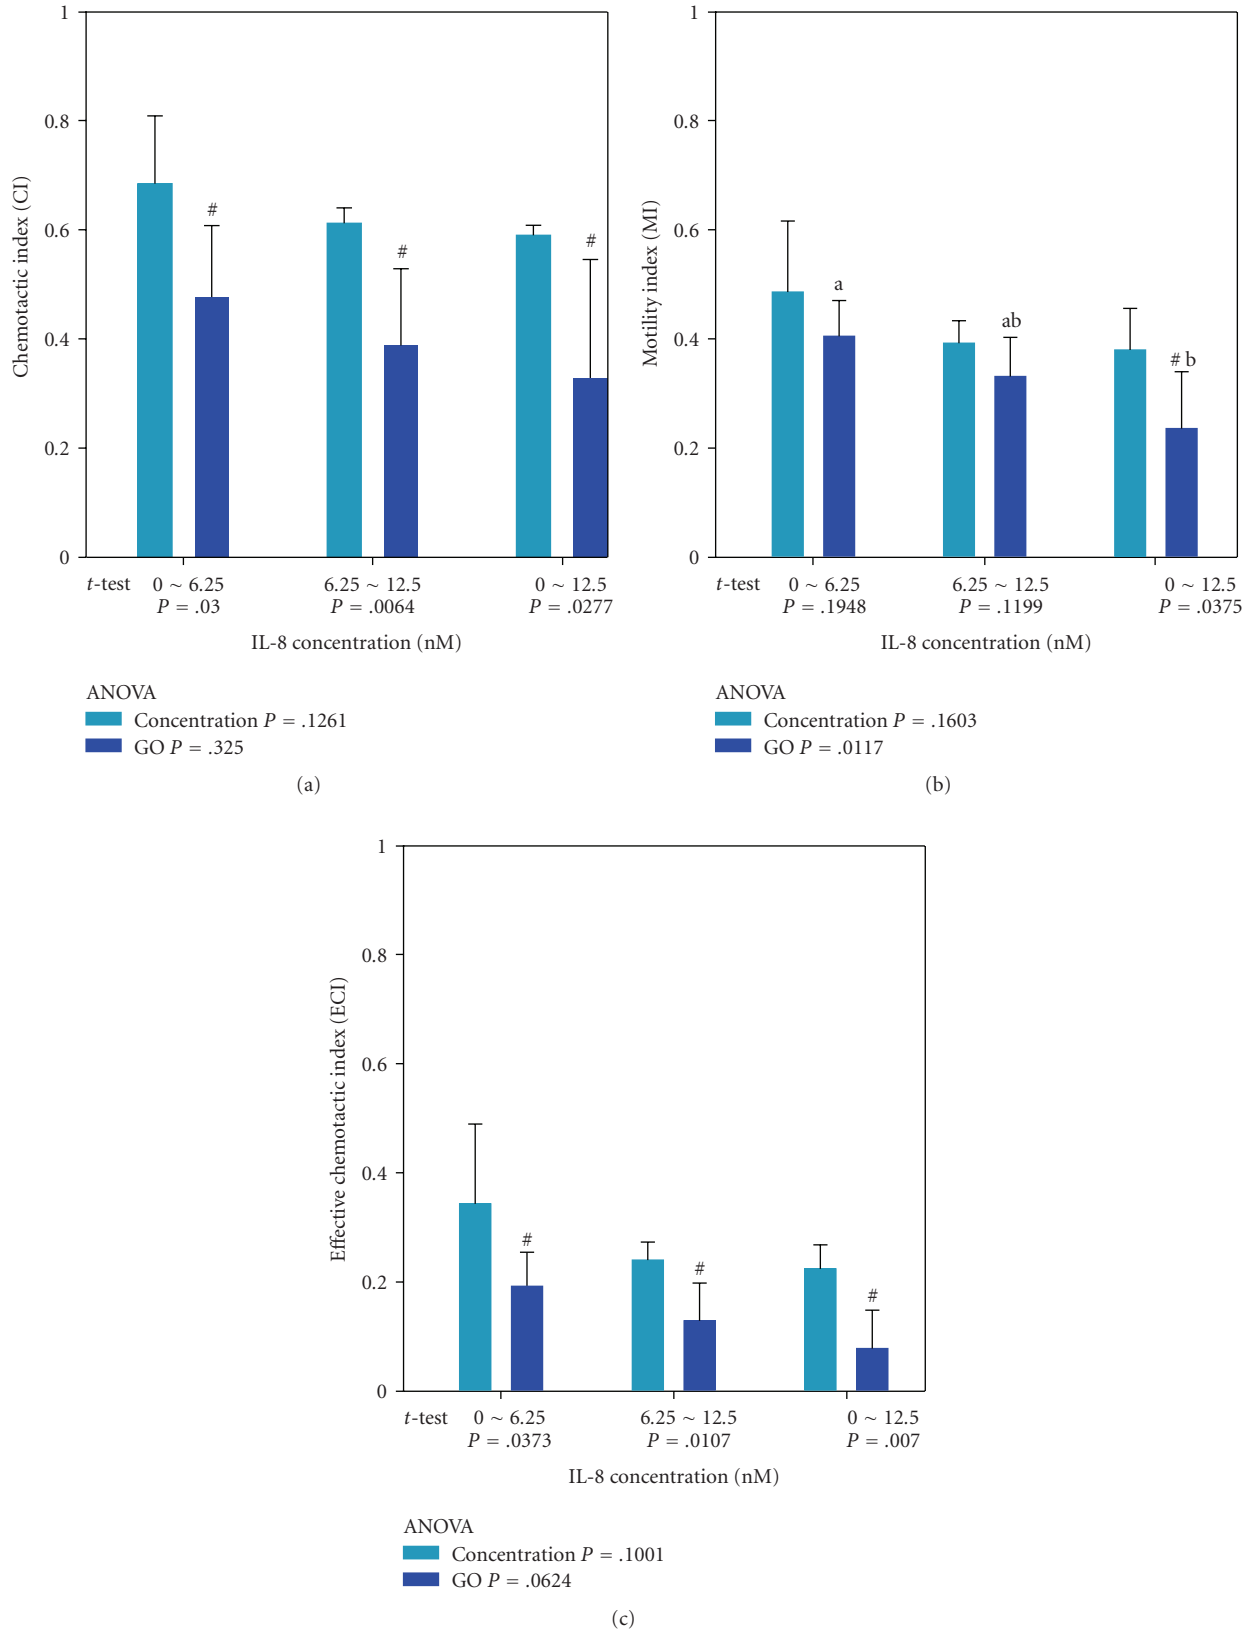 1
0.8
0.6
0.4
0.2
0
Chemotactic index (CI)
#
#
#
t-test 0 ∼ 6.25 6.25 ∼ 12.5 0 ∼ 12.5
P = .03 P = .0064 P = .0277
IL-8 concentration (nM)
ANOVA
Concentration P = .1261
GO P = .325
(a)
1
0.8
0.6
0.4
0.2
0
Motility index (MI)
a
ab
# b
0 ∼ 6.25 6.25 ∼ 12.5 0 ∼ 12.5
P = .1948 P = .1199 P = .0375
IL-8 concentration (nM)
ANOVA
Concentration P = .1603
GO P = .0117
(b)
1
0.8
0.6
0.4
0.2
0
Effective chemotactic index (ECI)
#
#
#
t-test 0 ∼ 6.25 6.25 ∼ 12.5 0 ∼ 12.5
P = .0373 P = .0107 P = .007
IL-8 concentration (nM)
ANOVA
Concentration P = .1001
GO P = .0624
(c)